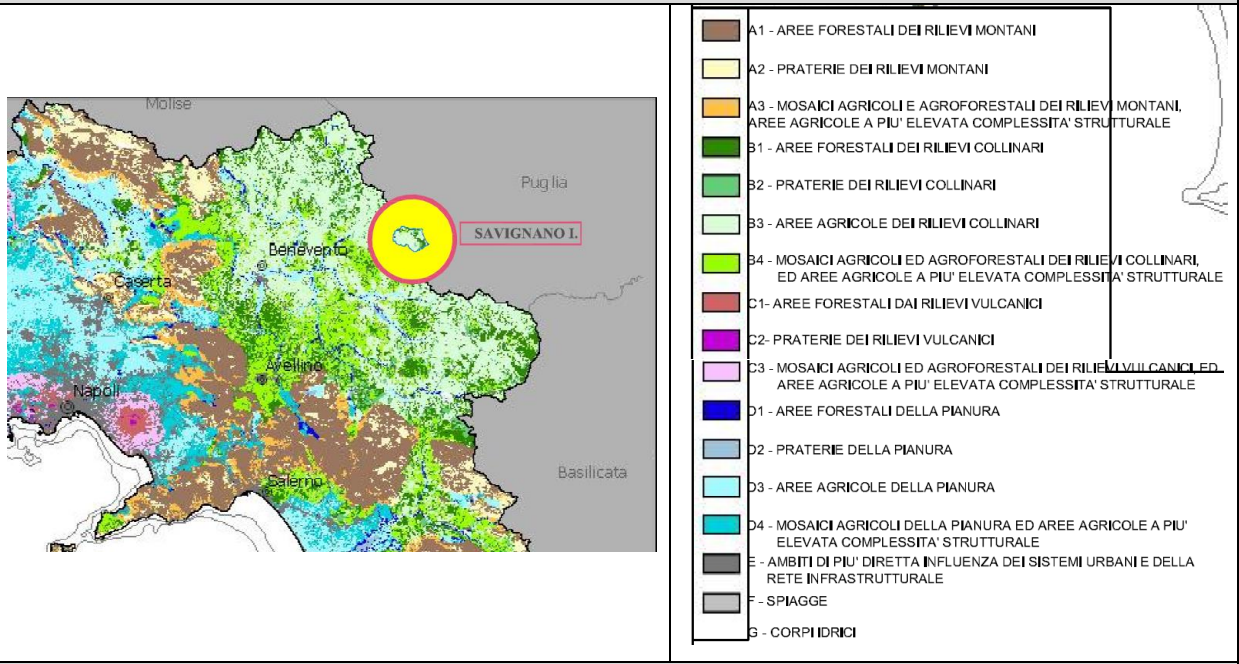 Molise
Puglia
SAVIGNANO I.
Benevento
Caserta
Avellino
Napoli
Salerno
Basilicata
A1 - AREE FORESTALI DEI RILIEVI MONTANI
A2 - PRATERIE DEI RILIEVI MONTANI
A3 - MOSAICI AGRICOLI E AGROFORESTALI DEI RILIEVI MONTANI,
AREE AGRICOLE A PIU' ELEVATA COMPLESSITA' STRUTTURALE
B1 - AREE FORESTALI DEI RILIEVI COLLINARI
B2 - PRATERIE DEI RILIEVI COLLINARI
B3 - AREE AGRICOLE DEI RILIEVI COLLINARI
B4 - MOSAICI AGRICOLI ED AGROFORESTALI DEI RILIEVI COLLINARI,
ED AREE AGRICOLE A PIU' ELEVATA COMPLESSITA' STRUTTURALE
C1- AREE FORESTALI DAI RILIEVI VULCANICI
C2- PRATERIE DEI RILIEVI VULCANICI
C3 - MOSAICI AGRICOLI ED AGROFORESTALI DEI RILIEVI VULCANICI, ED
AREE AGRICOLE A PIU' ELEVATA COMPLESSITA' STRUTTURALE
D1 - AREE FORESTALI DELLA PIANURA
D2 - PRATERIE DELLA PIANURA
D3 - AREE AGRICOLE DELLA PIANURA
D4 - MOSAICI AGRICOLI DELLA PIANURA ED AREE AGRICOLE A PIU'
ELEVATA COMPLESSITA' STRUTTURALE
E - AMBITI DI PIU' DIRETTA INFLUENZA DEI SISTEMI URBANI E DELLA
RETE INFRASTRUTTURALE
F - SPIAGGE
G - CORPI IDRICI